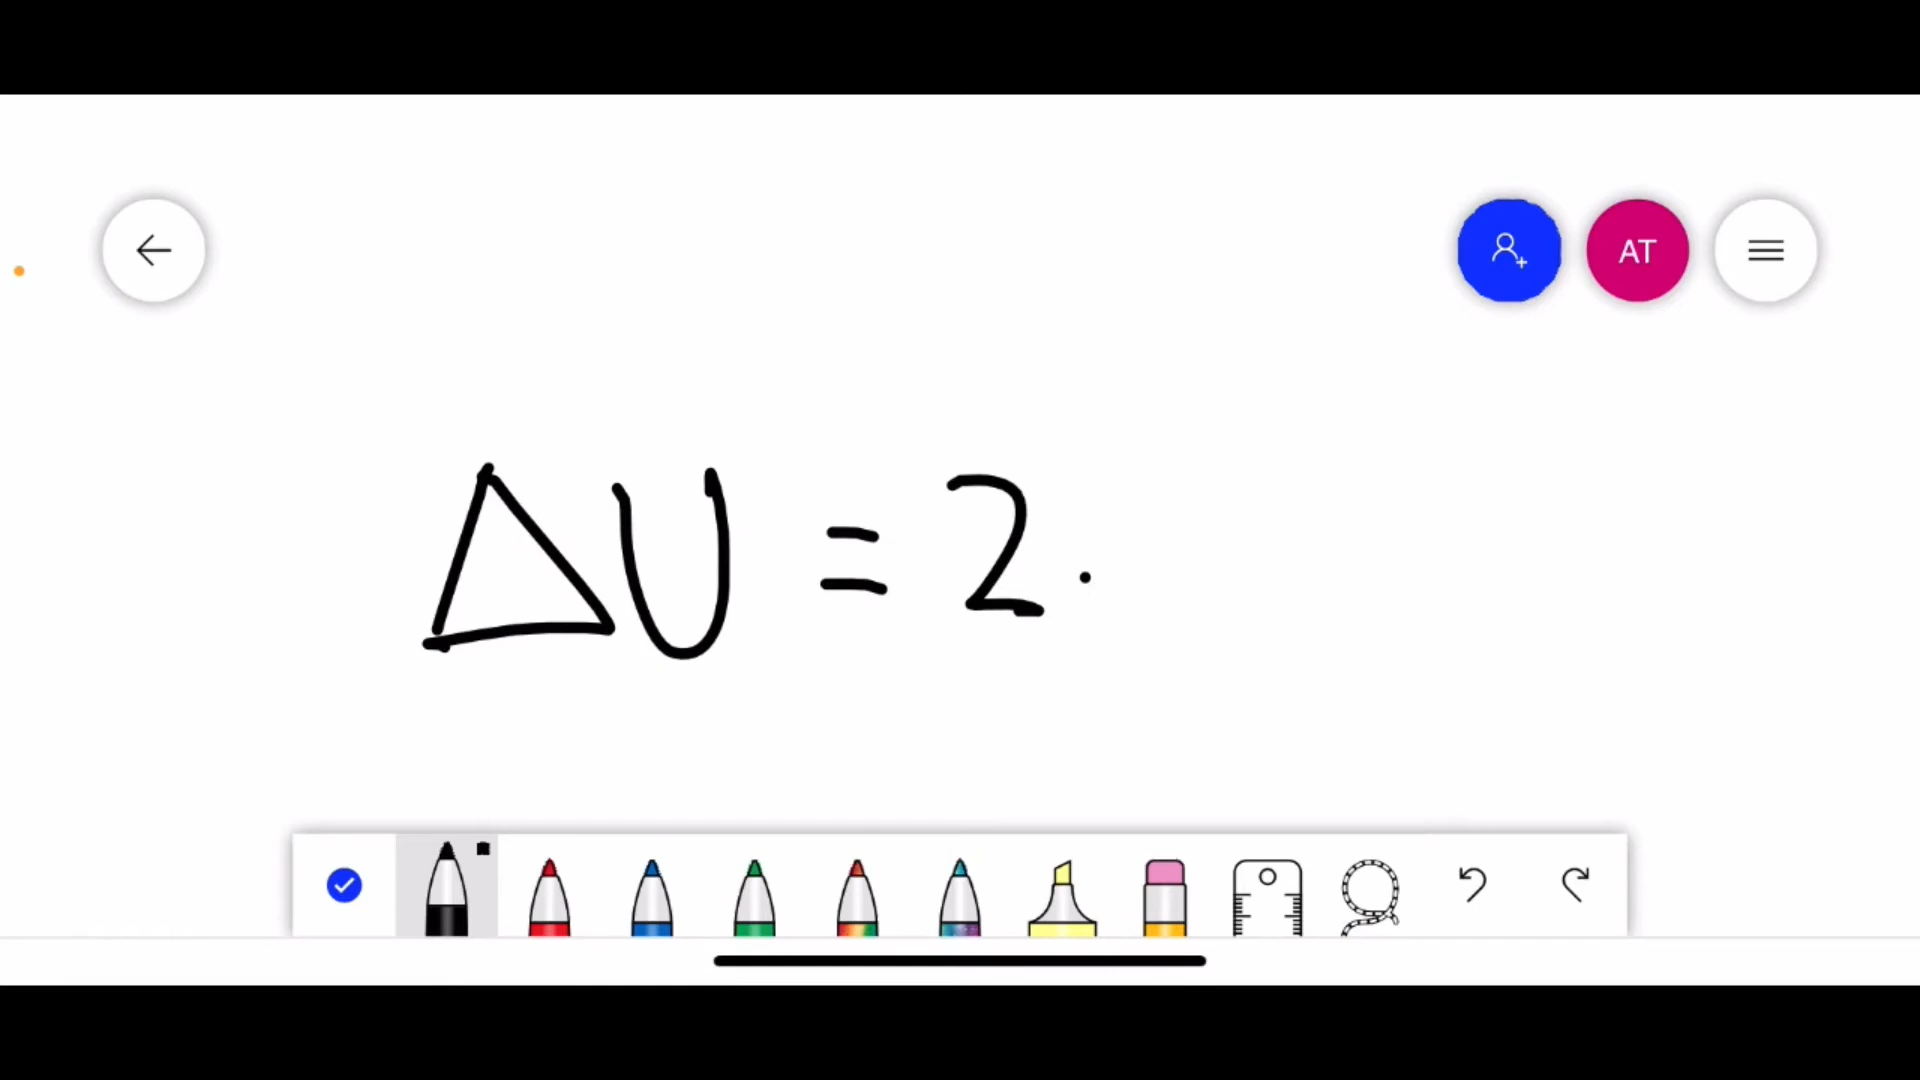 AT
ΔU = 2.